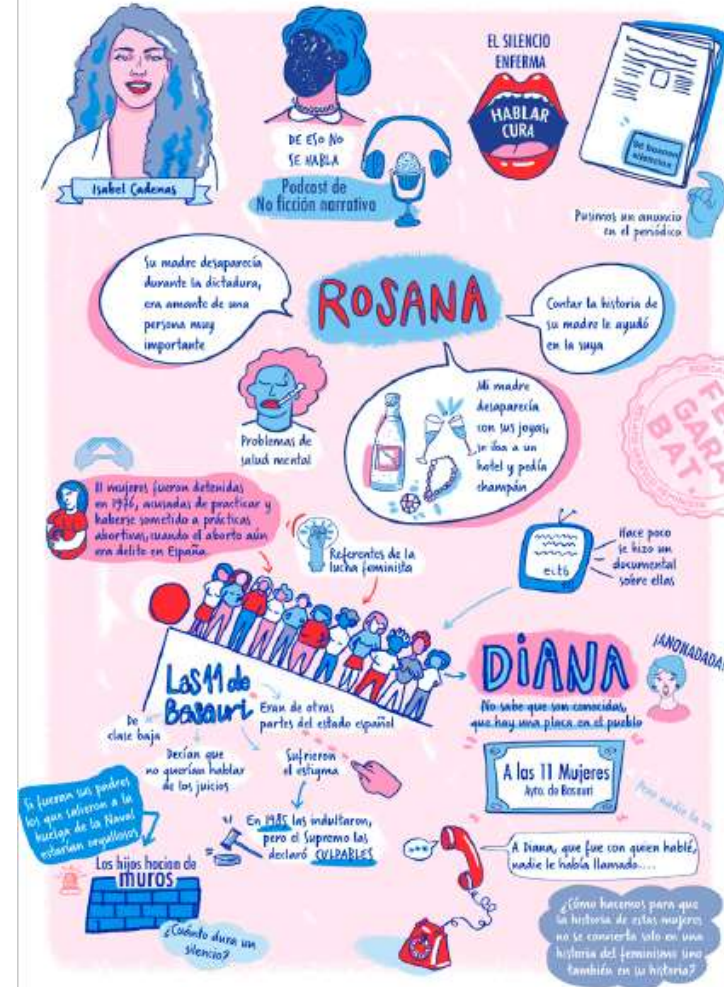 EL SILENCIO
ENFERMA
HABLAR
CURA
DE ESO NO
SE HABLA
Podcast de
No ficción narrativa
Isabel Cadenas
Pusimos un anuncio
en el periódico
Su madre desaparecía
durante la dictadura,
era amante de una
persona muy
importante
ROSANA
Contar la historia de
su madre le ayudó
en la suya
Mi madre
desaparecía
con sus joyas,
se iba a un
hotel y pedía
champán
Problemas de
salud mental
11 mujeres fueron detenidas
en 1976, acusadas de practicar y
haberse sometido a prácticas
abortivas, cuando el aborto aún
era delito en España.
Referentes de la
lucha feminista
eitb
Hace poco
se hizo un
documental
sobre ellas
Las 11 de
Basauri
DIANA
¡ANONADADA!
No sabe que son conocidas,
que hay una placa en el pueblo
De
clase baja
Eran de otras
partes del estado español
Decían que
no querían hablar
de los juicios
Sufrieron
el estigma
A las 11 Mujeres
Ayto. de Basauri
Pero nadie la ve
Si fueran sus padres
los que salieron a la
huelga de la Naval
estarían orgullosos
En 1985 las indultaron,
pero el Supremo las
declaró CULPABLES
Los hijos hacían de
muros
A Diana, que fue con quien hablé,
nadie le había llamado....
¿Cuánto dura un
silencio?
¿Cómo hacemos para que
la historia de estas mujeres
no se convierta solo en una
historia del feminismo sino
también en su historia?